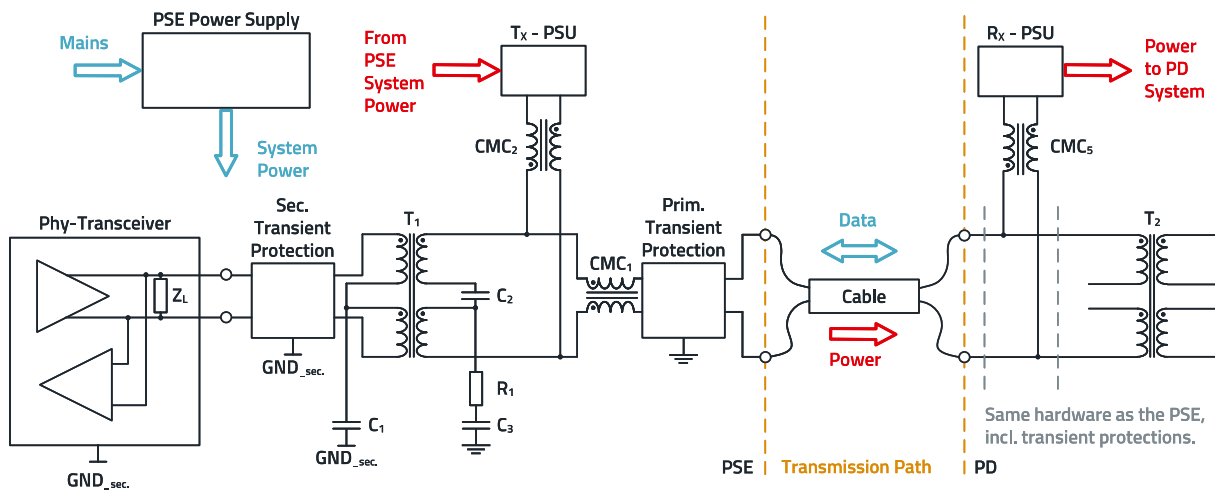 PSE Power Supply
Mains
System
Power
From
PSE
System
Power
Tx - PSU
CMC2
Rx - PSU
Power
to PD
System
CMC5
Phy-Transceiver
ZL
GND_sec.
Sec.
Transient
Protection
GND_sec.
T1
C2
R1
C1
C3
GND_sec.
CMC1
Prim.
Transient
Protection
Data
Cable
Power
T2
Same hardware as the PSE,
incl. transient protections.
PSE
Transmission Path
PD